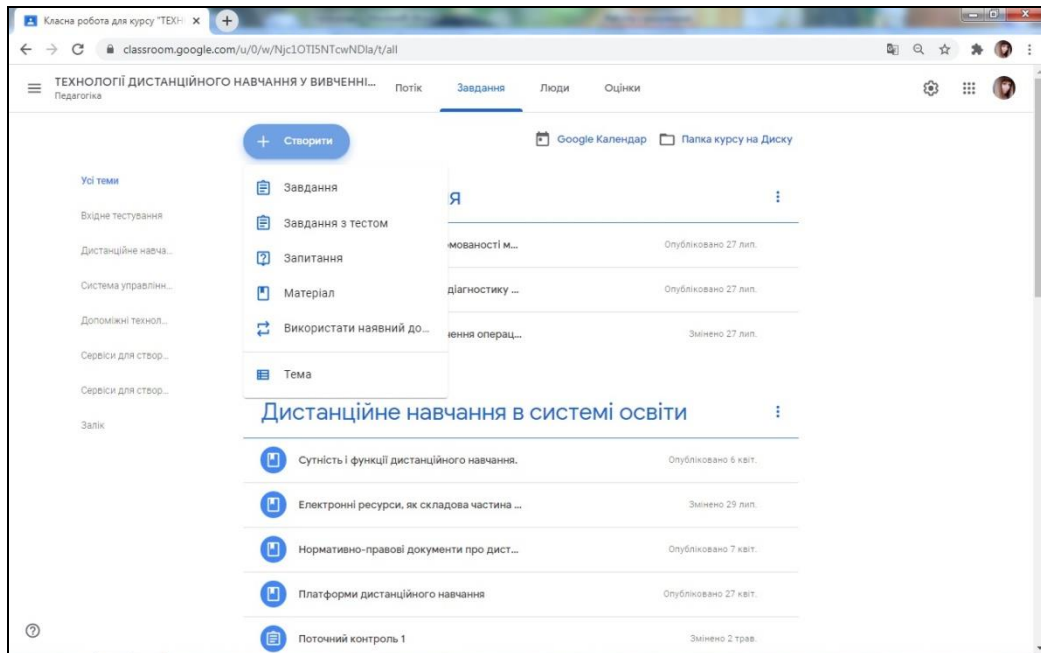 Класна робота для курсу "ТЕХН
classroom.google.com/u/0/w/Njc1OTI5NTcwNDIa/t/all
ТЕХНОЛОГІЇ ДИСТАНЦІЙНОГО НАВЧАННЯ У ВИВЧЕННІ...
Педагогіка
Потік Завдання Люди Оцінки
Створити
Google Календар Папка курсу на Диску
Усі теми
Вхідне тестування
Дистанційне навча...
Система управлінн...
Допоміжні технол...
Сервіси для створ...
Сервіси для створ...
Залік
Завдання
Завдання з тестом
Запитання
Матеріал
Використати наявний до...
Тема
я
мованості м... Опубліковано 27 лип.
діагностику ... Опубліковано 27 лип.
чення операц... Змінено 27 лип.
Дистанційне навчання в системі освіти
Сутність і функції дистанційного навчання. Опубліковано 6 квіт.
Електронні ресурси, як складова частина ... Змінено 29 лип.
Нормативно-правові документи про дист... Опубліковано 7 квіт.
Платформи дистанційного навчання Опубліковано 27 квіт.
Поточний контроль 1 Змінено 2 трав.